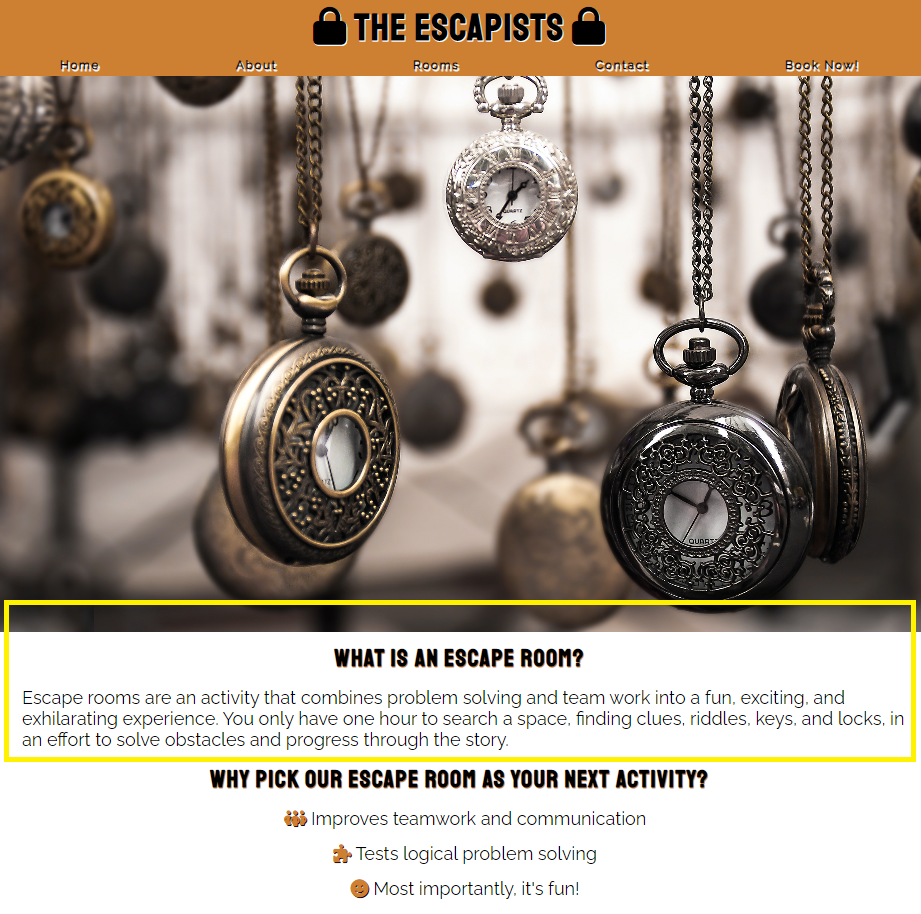 THE ESCAPISTS
Home About Rooms Contact Book Now!
QUARTZ
QUARTZ
WHAT IS AN ESCAPE ROOM?
Escape rooms are an activity that combines problem solving and team work into a fun, exciting, and
exhilarating experience. You only have one hour to search a space, finding clues, riddles, keys, and locks, in
an effort to solve obstacles and progress through the story.
WHY PICK OUR ESCAPE ROOM AS YOUR NEXT ACTIVITY?
Improves teamwork and communication
Tests logical problem solving
Most importantly, it's fun!